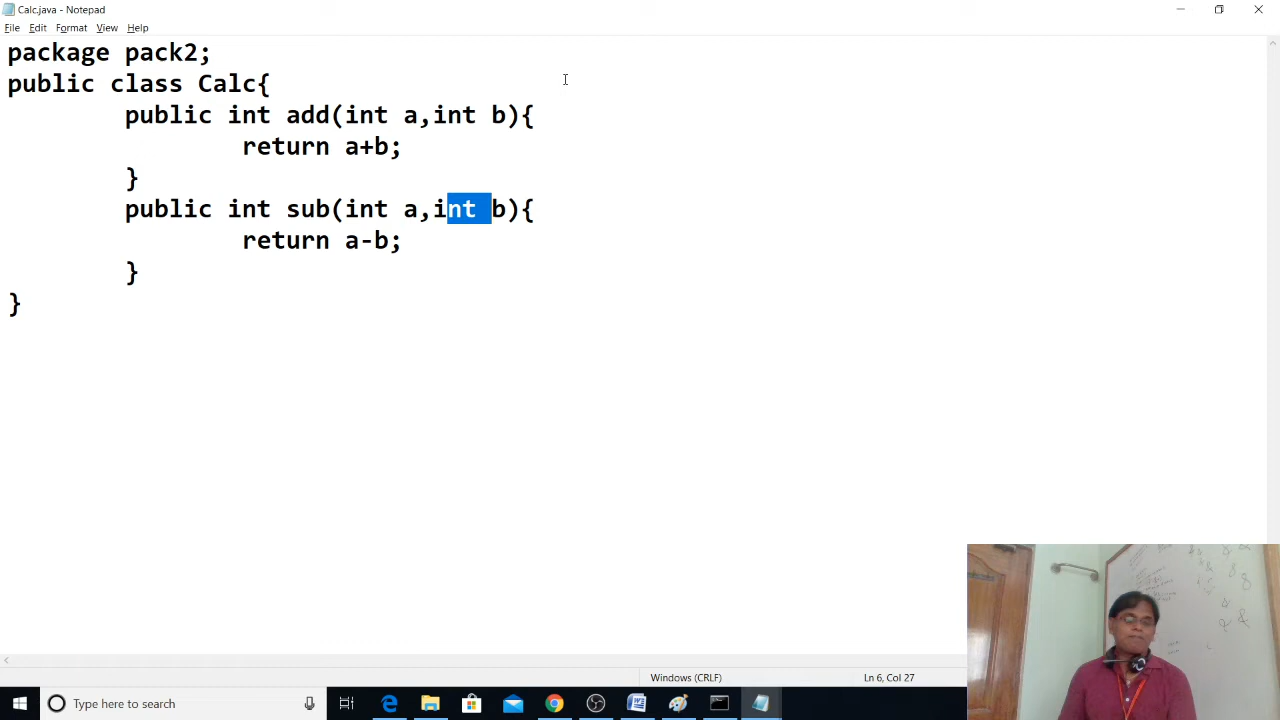 Calc.java - Notepad
File Edit Format View Help
package pack2;
public class Calc{
public int add(int a,int b){
return a+b;
}
public int sub(int a,int b){
return a-b;
}
}
Windows (CRLF) Ln 6, Col 27
Type here to search